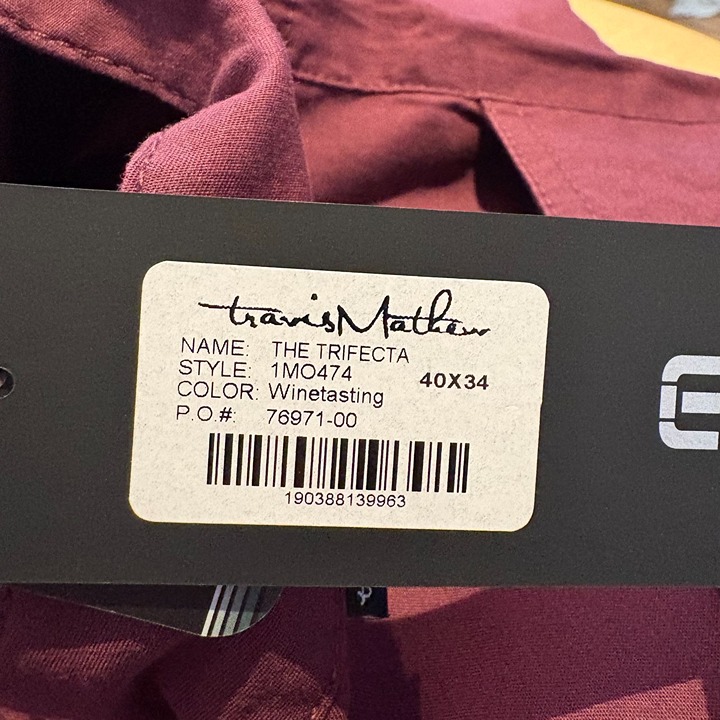 travisMathew
NAME: THE TRIFECTA
STYLE: 1MO474
40X34
COLOR: Winetasting
P.O.#: 76971-00
190388139963